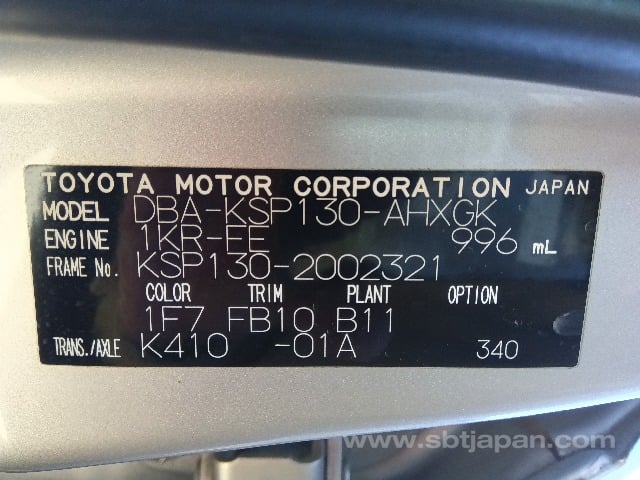 TOYOTA MOTOR CORPORATION JAPAN
MODEL DBA-KSP130-AHXGK
ENGINE 1KR-FE 996 mL
FRAME No. KSP130-2002321
COLOR TRIM PLANT OPTION
1F7 FB10 B11
TRANS./AXLE K410 -01A 340
www.sbtjapan.com